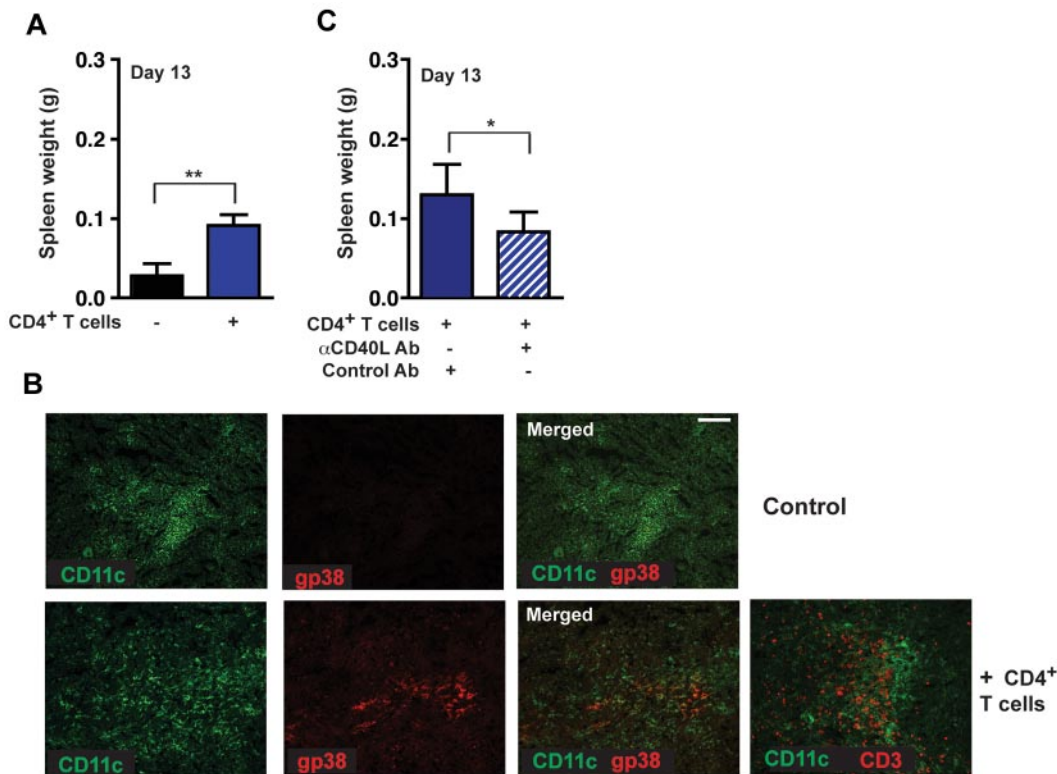 A
0.3
0.2
0.1
0.0
Spleen weight (g)
Day 13
**
CD4+ T cells
-
+
C
0.3
0.2
0.1
0.0
Spleen weight (g)
Day 13
*
CD4+ T cells + +
αCD40L Ab - +
Control Ab + -
B
CD11c
gp38
Merged
CD11c gp38
Control
CD11c
gp38
Merged
CD11c gp38
CD11c CD3
+ CD4+
T cells